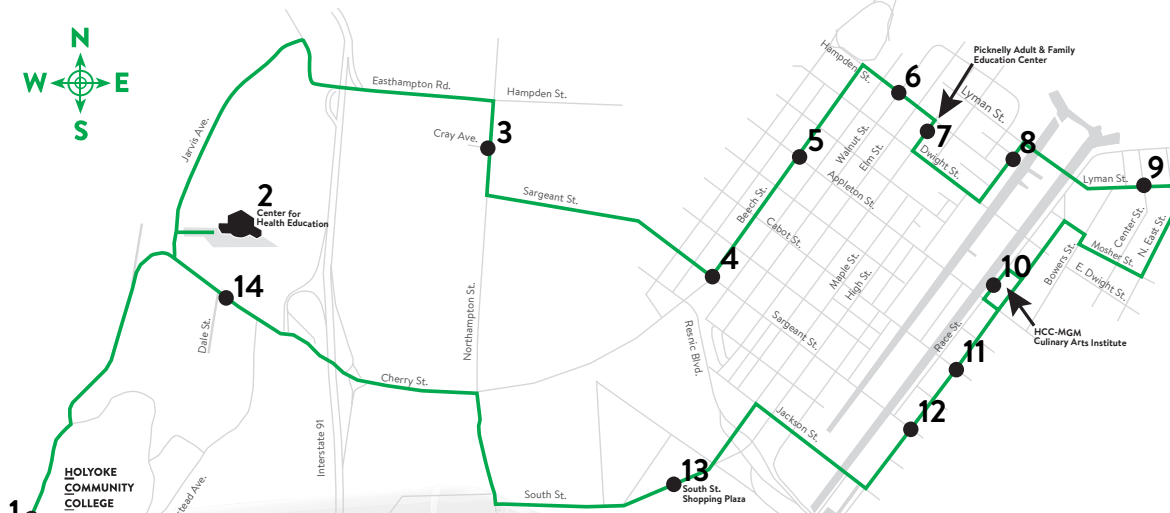 N
W E
S
Jarvis Ave.
Easthampton Rd.
Hampden St.
Cray Ave.
3
2
Center for
Health Education
Sargeant St.
14
Dale St.
Northampton St.
Cherry St.
Interstate 91
1
HOLYOKE
COMMUNITY
COLLEGE
stead Ave.
South St.
13
South St.
Shopping Plaza
Resnic Blvd.
Jackson St.
4
5
Beech St.
Hampden St.
6
Picknelly Adult & Family
Education Center
7
Lyman St.
Walnut St.
Elm St.
Dwight St.
Appleton St.
Cabot St.
Maple St.
High St.
Sargeant St.
8
Lyman St.
9
Center St.
N. East St.
Mosher St.
Bowers St.
E. Dwight St.
10
HCC-MGM
Culinary Arts Institute
Race St.
11
12